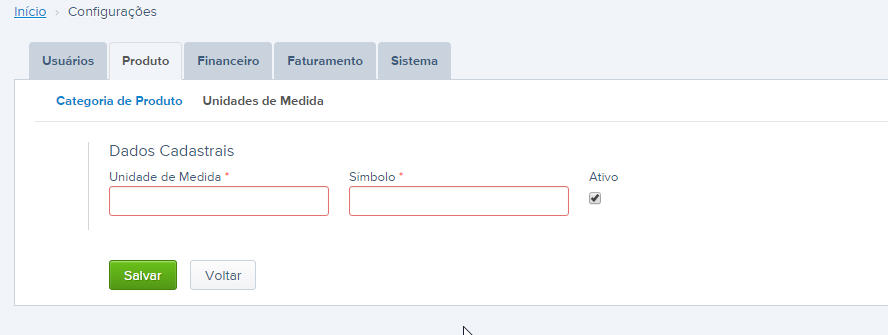 Início › Configurações
Usuários Produto Financeiro Faturamento Sistema
Categoria de Produto Unidades de Medida
Dados Cadastrais
Unidade de Medida * Símbolo * Ativo
Salvar Voltar